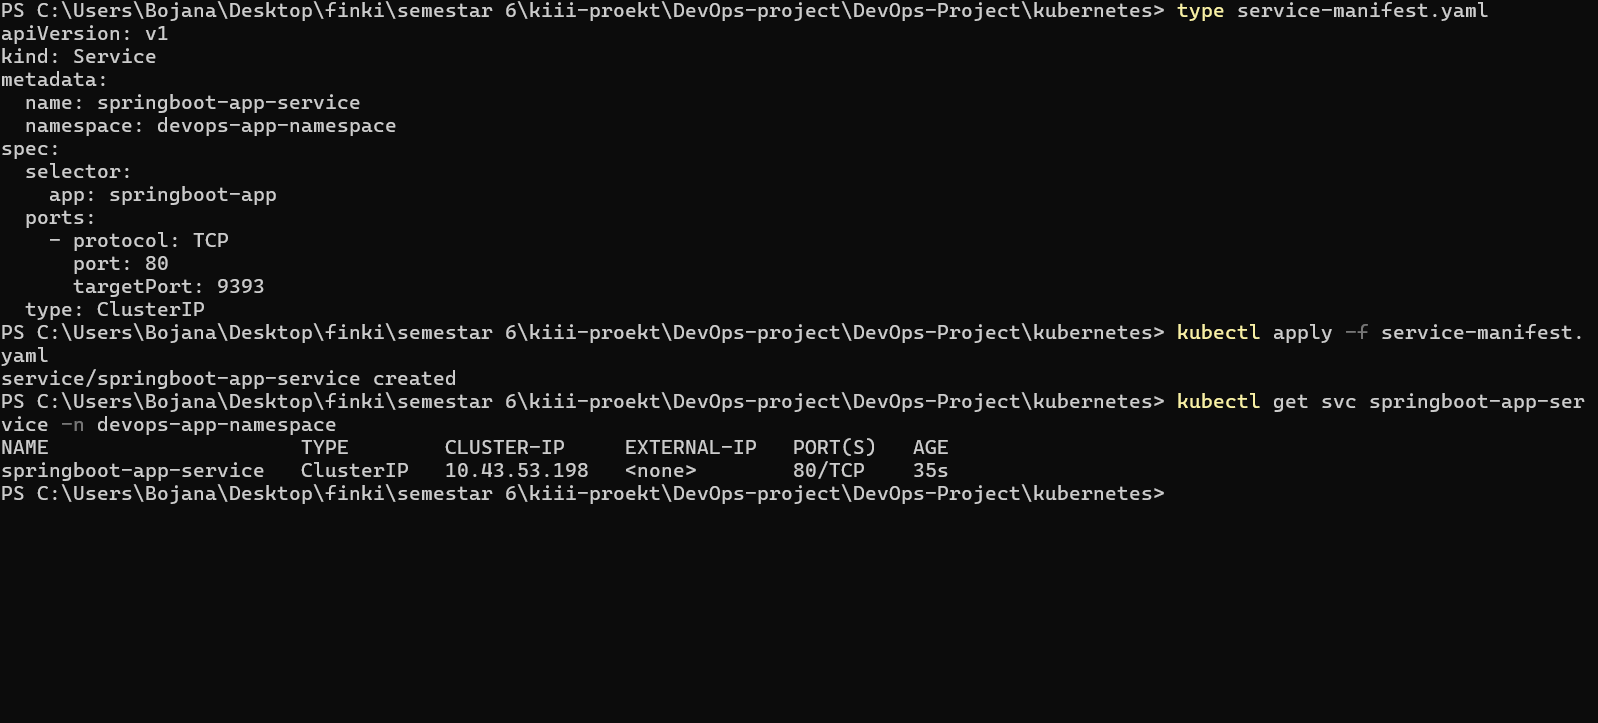 PS C:\Users\Bojana\Desktop\finki\semestar 6\kiii-proekt\DevOps-project\DevOps-Project\kubernetes> type service-manifest.yaml
apiVersion: v1
kind: Service
metadata:
  name: springboot-app-service
  namespace: devops-app-namespace
spec:
  selector:
    app: springboot-app
  ports:
    - protocol: TCP
      port: 80
      targetPort: 9393
  type: ClusterIP
PS C:\Users\Bojana\Desktop\finki\semestar 6\kiii-proekt\DevOps-project\DevOps-Project\kubernetes> kubectl apply -f service-manifest.
yaml
service/springboot-app-service created
PS C:\Users\Bojana\Desktop\finki\semestar 6\kiii-proekt\DevOps-project\DevOps-Project\kubernetes> kubectl get svc springboot-app-ser
vice -n devops-app-namespace
NAME                     TYPE        CLUSTER-IP     EXTERNAL-IP   PORT(S)   AGE
springboot-app-service   ClusterIP   10.43.53.198   <none>        80/TCP    35s
PS C:\Users\Bojana\Desktop\finki\semestar 6\kiii-proekt\DevOps-project\DevOps-Project\kubernetes>